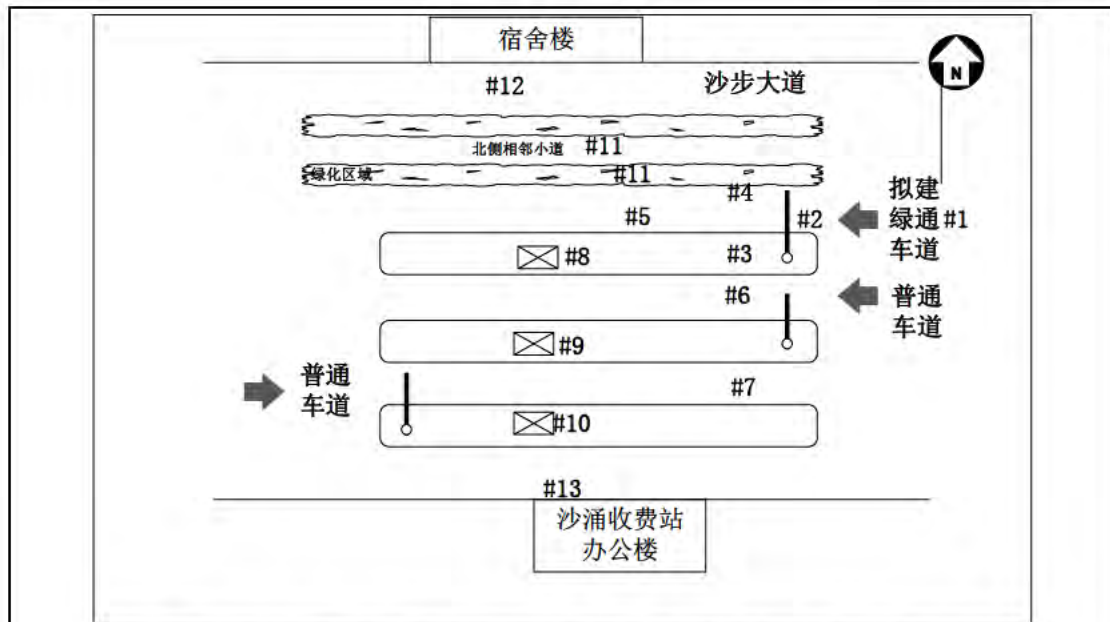 宿舍楼
N
#12
沙步大道
北侧相邻小道 #11
绿化区域
#11
#4
拟建
绿通#1
车道
#5
#2
#8
#3
#6
普通
车道
#9
普通
车道
#7
#10
#13
沙涌收费站
办公楼